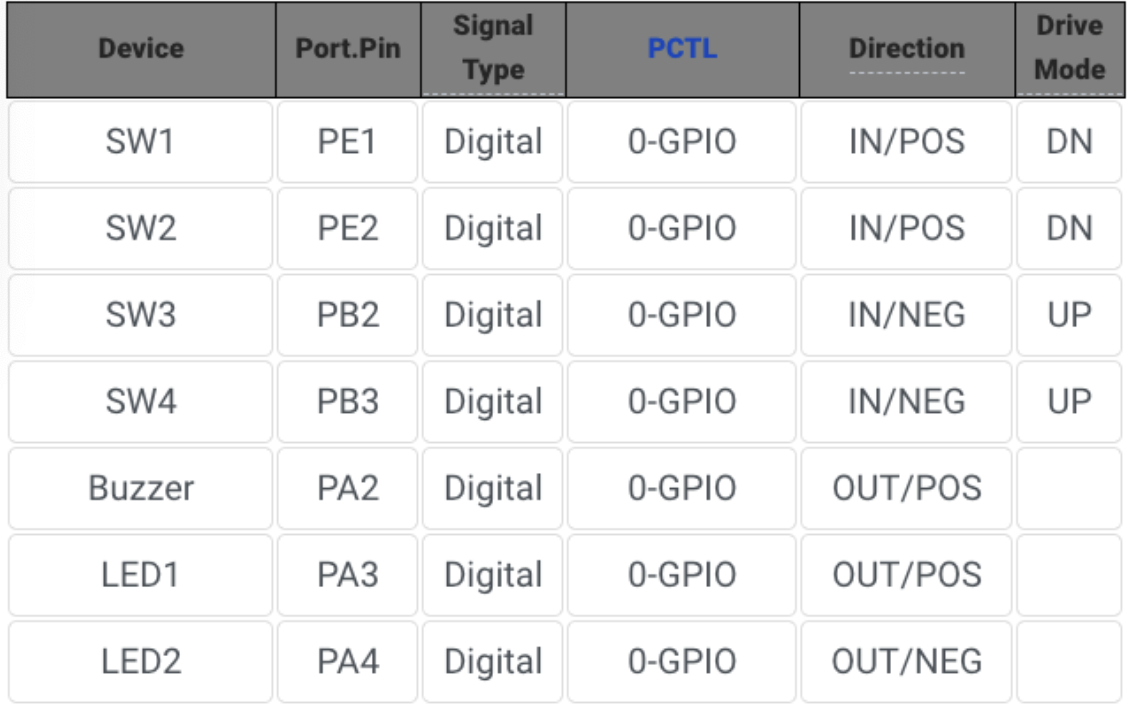 Device Port.Pin Signal Type PCTL Direction Drive Mode
SW1 PE1 Digital 0-GPIO IN/POS DN
SW2 PE2 Digital 0-GPIO IN/POS DN
SW3 PB2 Digital 0-GPIO IN/NEG UP
SW4 PB3 Digital 0-GPIO IN/NEG UP
Buzzer PA2 Digital 0-GPIO OUT/POS
LED1 PA3 Digital 0-GPIO OUT/POS
LED2 PA4 Digital 0-GPIO OUT/NEG